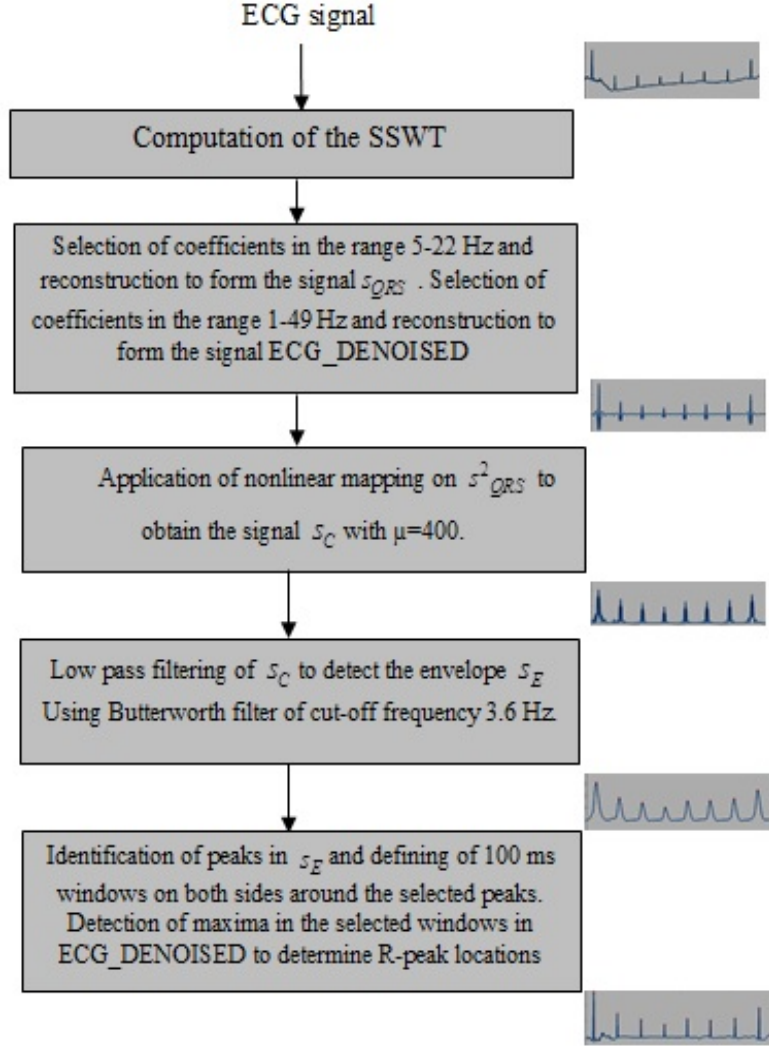 ECG signal
Computation of the SSWT
Selection of coefficients in the range 5-22 Hz and
reconstruction to form the signal s_QRS . Selection of
coefficients in the range 1-49 Hz and reconstruction to
form the signal ECG_DENOISED
Application of nonlinear mapping on s²_QRS to
obtain the signal s_C with μ=400.
Low pass filtering of s_C to detect the envelope s_E
Using Butterworth filter of cut-off frequency 3.6 Hz.
Identification of peaks in s_E and defining of 100 ms
windows on both sides around the selected peaks.
Detection of maxima in the selected windows in
ECG_DENOISED to determine R-peak locations